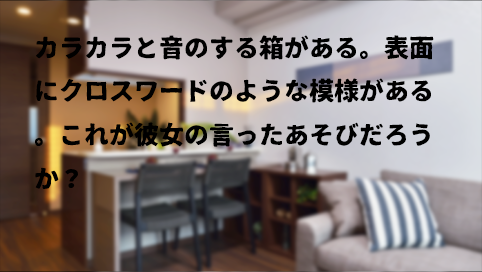 カラカラと音のする箱がある。表面
にクロスワードのような模様がある
。これが彼女の言ったあそびだろう
か？